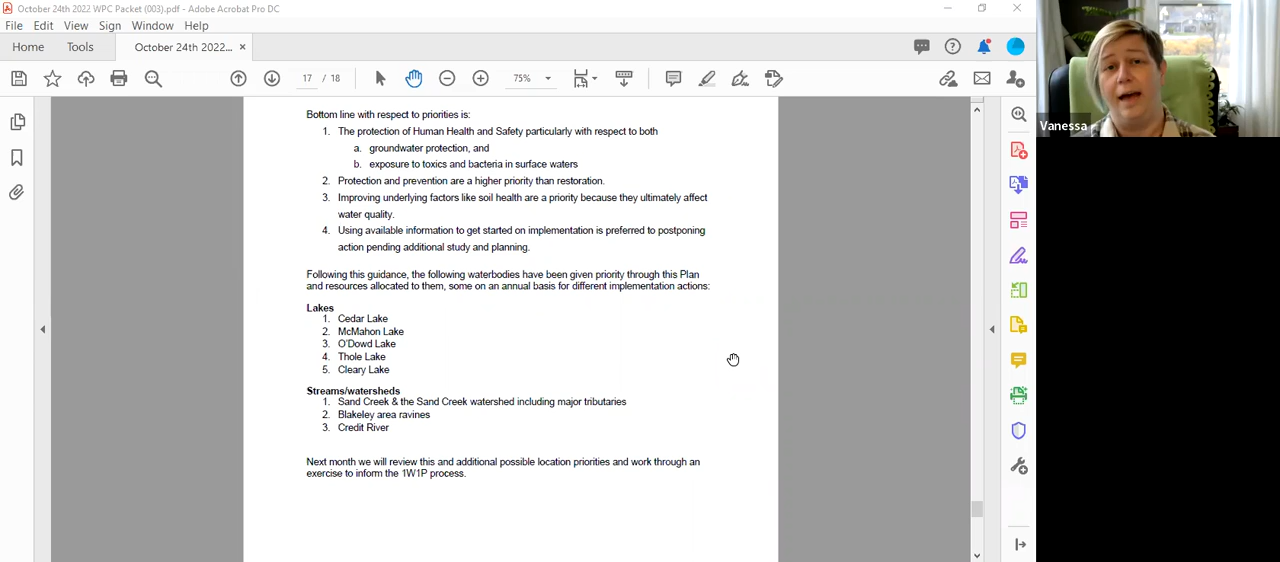 October 24th 2022 WPC Packet (003).pdf - Adobe Acrobat Pro DC
File Edit View Sign Window Help
Home Tools October 24th 2022... ×
17 / 18 75%
Vanessa
Bottom line with respect to priorities is:
1. The protection of Human Health and Safety particularly with respect to both
a. groundwater protection, and
b. exposure to toxics and bacteria in surface waters
2. Protection and prevention are a higher priority than restoration.
3. Improving underlying factors like soil health are a priority because they ultimately affect
water quality.
4. Using available information to get started on implementation is preferred to postponing
action pending additional study and planning.
Following this guidance, the following waterbodies have been given priority through this Plan
and resources allocated to them, some on an annual basis for different implementation actions:
Lakes
1. Cedar Lake
2. McMahon Lake
3. O'Dowd Lake
4. Thole Lake
5. Cleary Lake
Streams/watersheds
1. Sand Creek & the Sand Creek watershed including major tributaries
2. Blakeley area ravines
3. Credit River
Next month we will review this and additional possible location priorities and work through an
exercise to inform the 1W1P process.